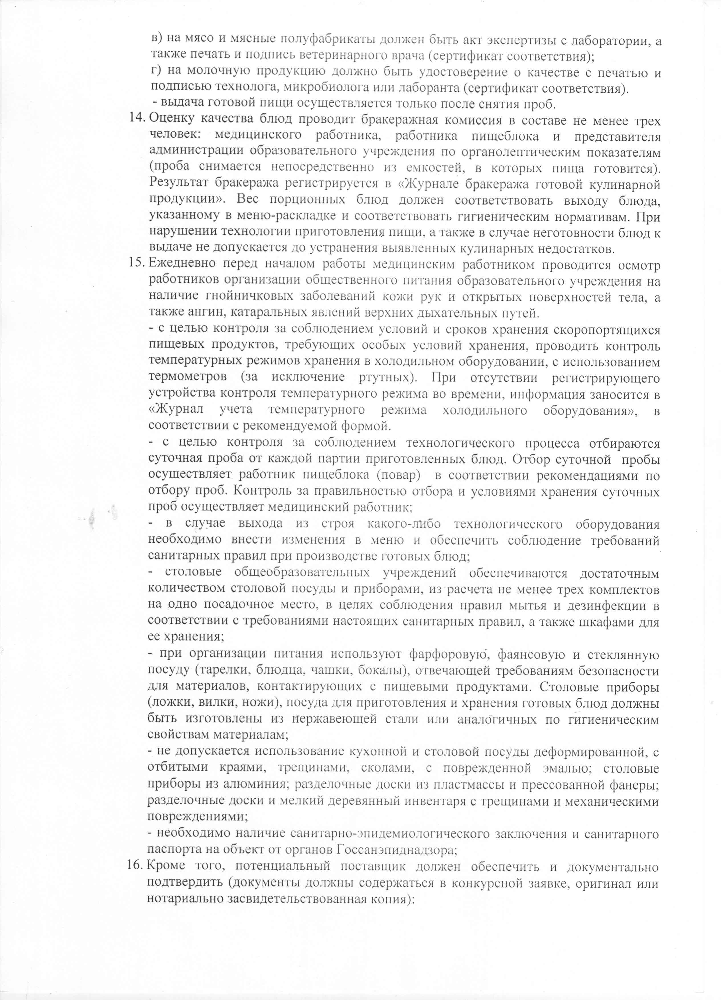 в) на мясо и мясные полуфабрикаты должен быть акт экспертизы с лаборатории, а
также печать и подпись ветеринарного врача (сертификат соответствия);
г) на молочную продукцию должно быть удостоверение о качестве с печатью и
подписью технолога, микробиолога или лаборанта (сертификат соответствия).
- выдача готовой пищи осуществляется только после снятия проб.
14. Оценку качества блюд проводит бракеражная комиссия в составе не менее трех
человек: медицинского работника, работника пищеблока и представителя
администрации образовательного учреждения по органолептическим показателям
(проба снимается непосредственно из емкостей, в которых пища готовится).
Результат бракеража регистрируется в «Журнале бракеража готовой кулинарной
продукции». Вес порционных блюд должен соответствовать выходу блюда,
указанному в меню-раскладке и соответствовать гигиеническим нормативам. При
нарушении технологии приготовления пищи, а также в случае неготовности блюд к
выдаче не допускается до устранения выявленных кулинарных недостатков.
15. Ежедневно перед началом работы медицинским работником проводится осмотр
работников организации общественного питания образовательного учреждения на
наличие гнойничковых заболеваний кожи рук и открытых поверхностей тела, а
также ангин, катаральных явлений верхних дыхательных путей.
- с целью контроля за соблюдением условий и сроков хранения скоропортящихся
пищевых продуктов, требующих особых условий хранения, проводить контроль
температурных режимов хранения в холодильном оборудовании, с использованием
термометров (за исключение ртутных). При отсутствии регистрирующего
устройства контроля температурного режима во времени, информация заносится в
«Журнал учета температурного режима холодильного оборудования», в
соответствии с рекомендуемой формой.
- с целью контроля за соблюдением технологического процесса отбираются
суточная проба от каждой партии приготовленных блюд. Отбор суточной пробы
осуществляет работник пищеблока (повар) в соответствии рекомендациями по
отбору проб. Контроль за правильностью отбора и условиями хранения суточных
проб осуществляет медицинский работник;
- в случае выхода из строя какого-либо технологического оборудования
необходимо внести изменения в меню и обеспечить соблюдение требований
санитарных правил при производстве готовых блюд;
- столовые общеобразовательных учреждений обеспечиваются достаточным
количеством столовой посуды и приборами, из расчета не менее трех комплектов
на одно посадочное место, в целях соблюдения правил мытья и дезинфекции в
соответствии с требованиями настоящих санитарных правил, а также шкафами для
ее хранения;
- при организации питания используют фарфоровую, фаянсовую и стеклянную
посуду (тарелки, блюдца, чашки, бокалы), отвечающей требованиям безопасности
для материалов, контактирующих с пищевыми продуктами. Столовые приборы
(ложки, вилки, ножи), посуда для приготовления и хранения готовых блюд должны
быть изготовлены из нержавеющей стали или аналогичных по гигиеническим
свойствам материалам;
- не допускается использование кухонной и столовой посуды деформированной, с
отбитыми краями, трещинами, сколами, с поврежденной эмалью; столовые
приборы из алюминия; разделочные доски из пластмассы и прессованной фанеры;
разделочные доски и мелкий деревянный инвентаря с трещинами и механическими
повреждениями;
- необходимо наличие санитарно-эпидемиологического заключения и санитарного
паспорта на объект от органов Госсанэпиднадзора;
16. Кроме того, потенциальный поставщик должен обеспечить и документально
подтвердить (документы должны содержаться в конкурсной заявке, оригинал или
нотариально засвидетельствованная копия):